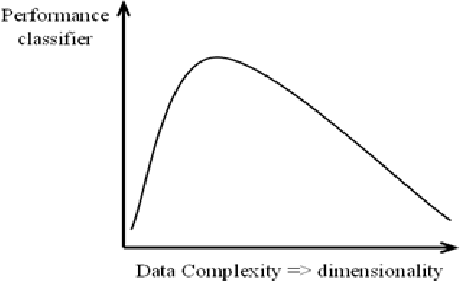 Performance
classifier
Data Complexity => dimensionality